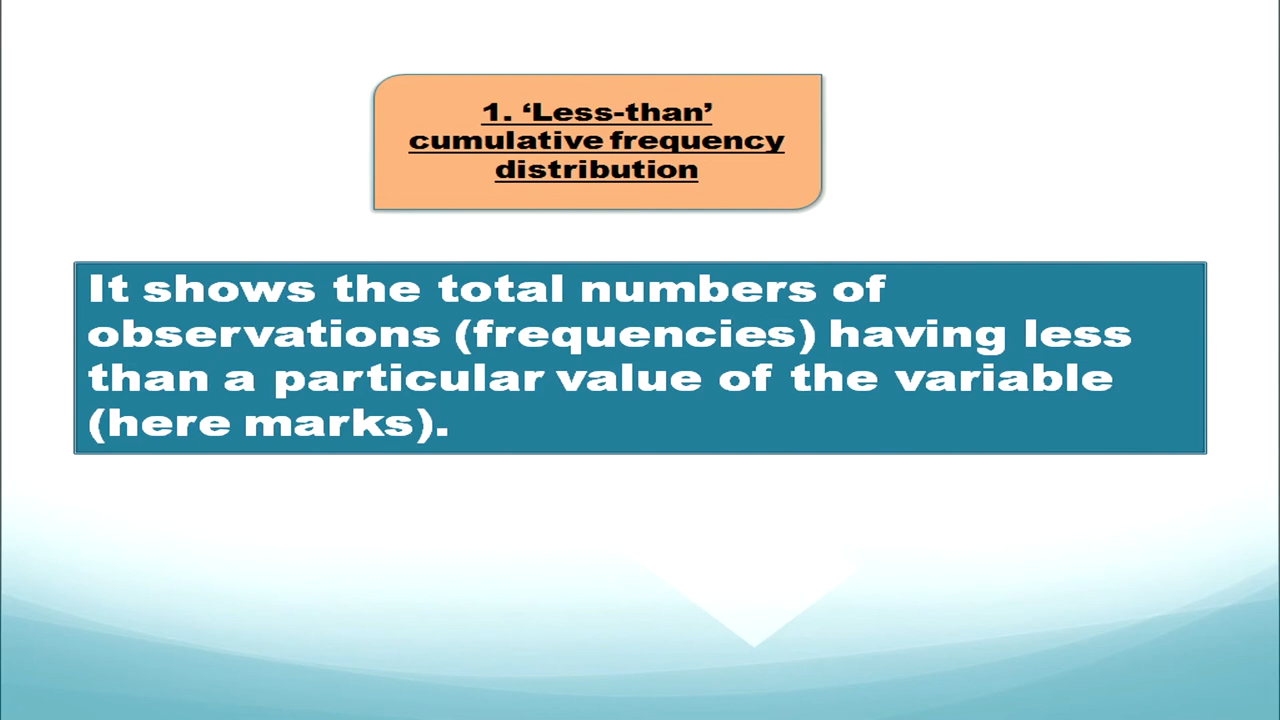 1. ‘Less-than’
cumulative frequency
distribution
It shows the total numbers of
observations (frequencies) having less
than a particular value of the variable
(here marks).